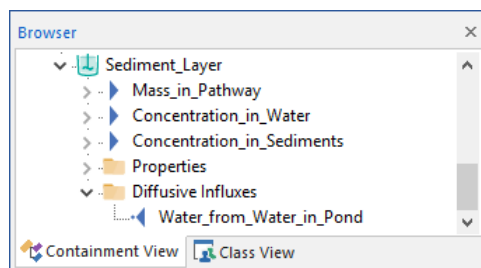 Browser
Sediment_Layer
Mass_in_Pathway
Concentration_in_Water
Concentration_in_Sediments
Properties
Diffusive Influxes
Water_from_Water_in_Pond
Containment View Class View